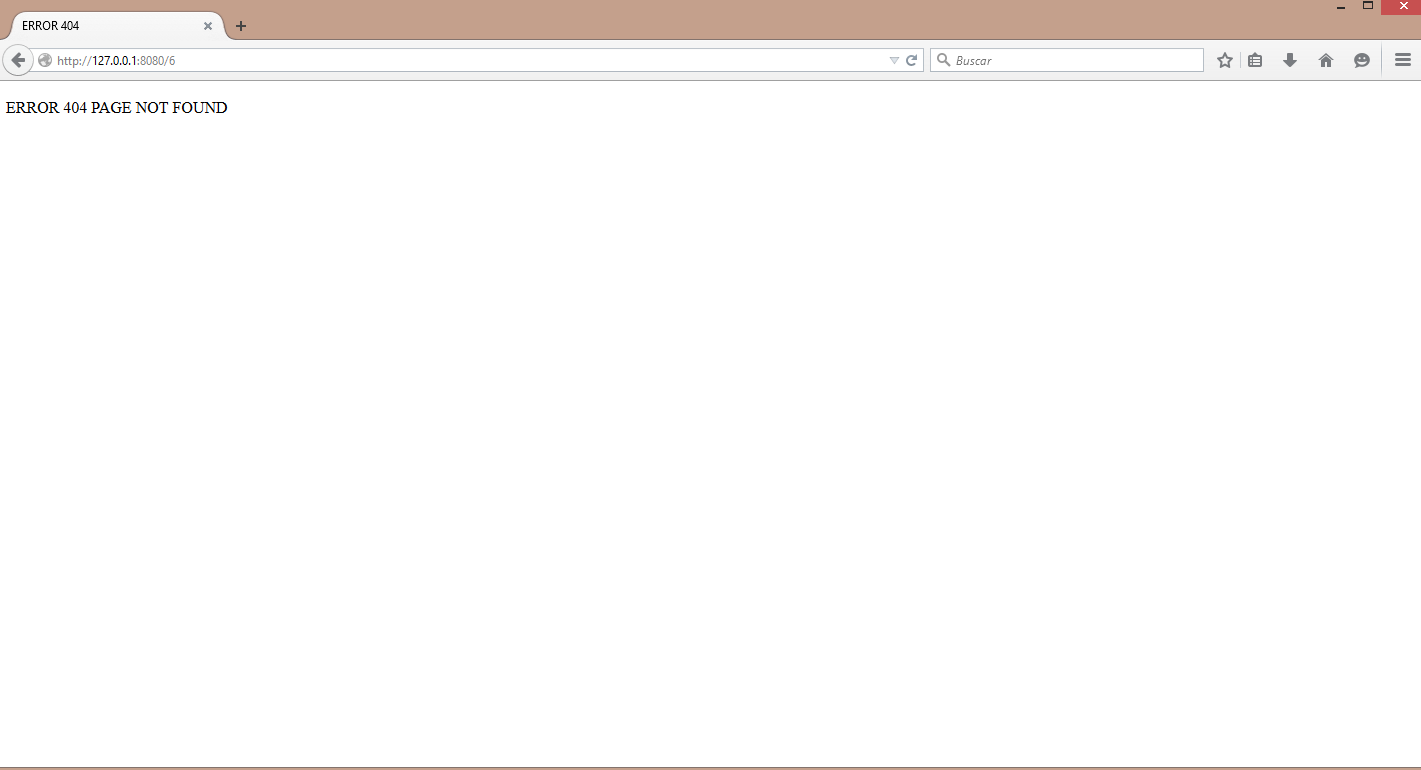 ERROR 404
http://127.0.0.1:8080/6
Buscar
ERROR 404 PAGE NOT FOUND